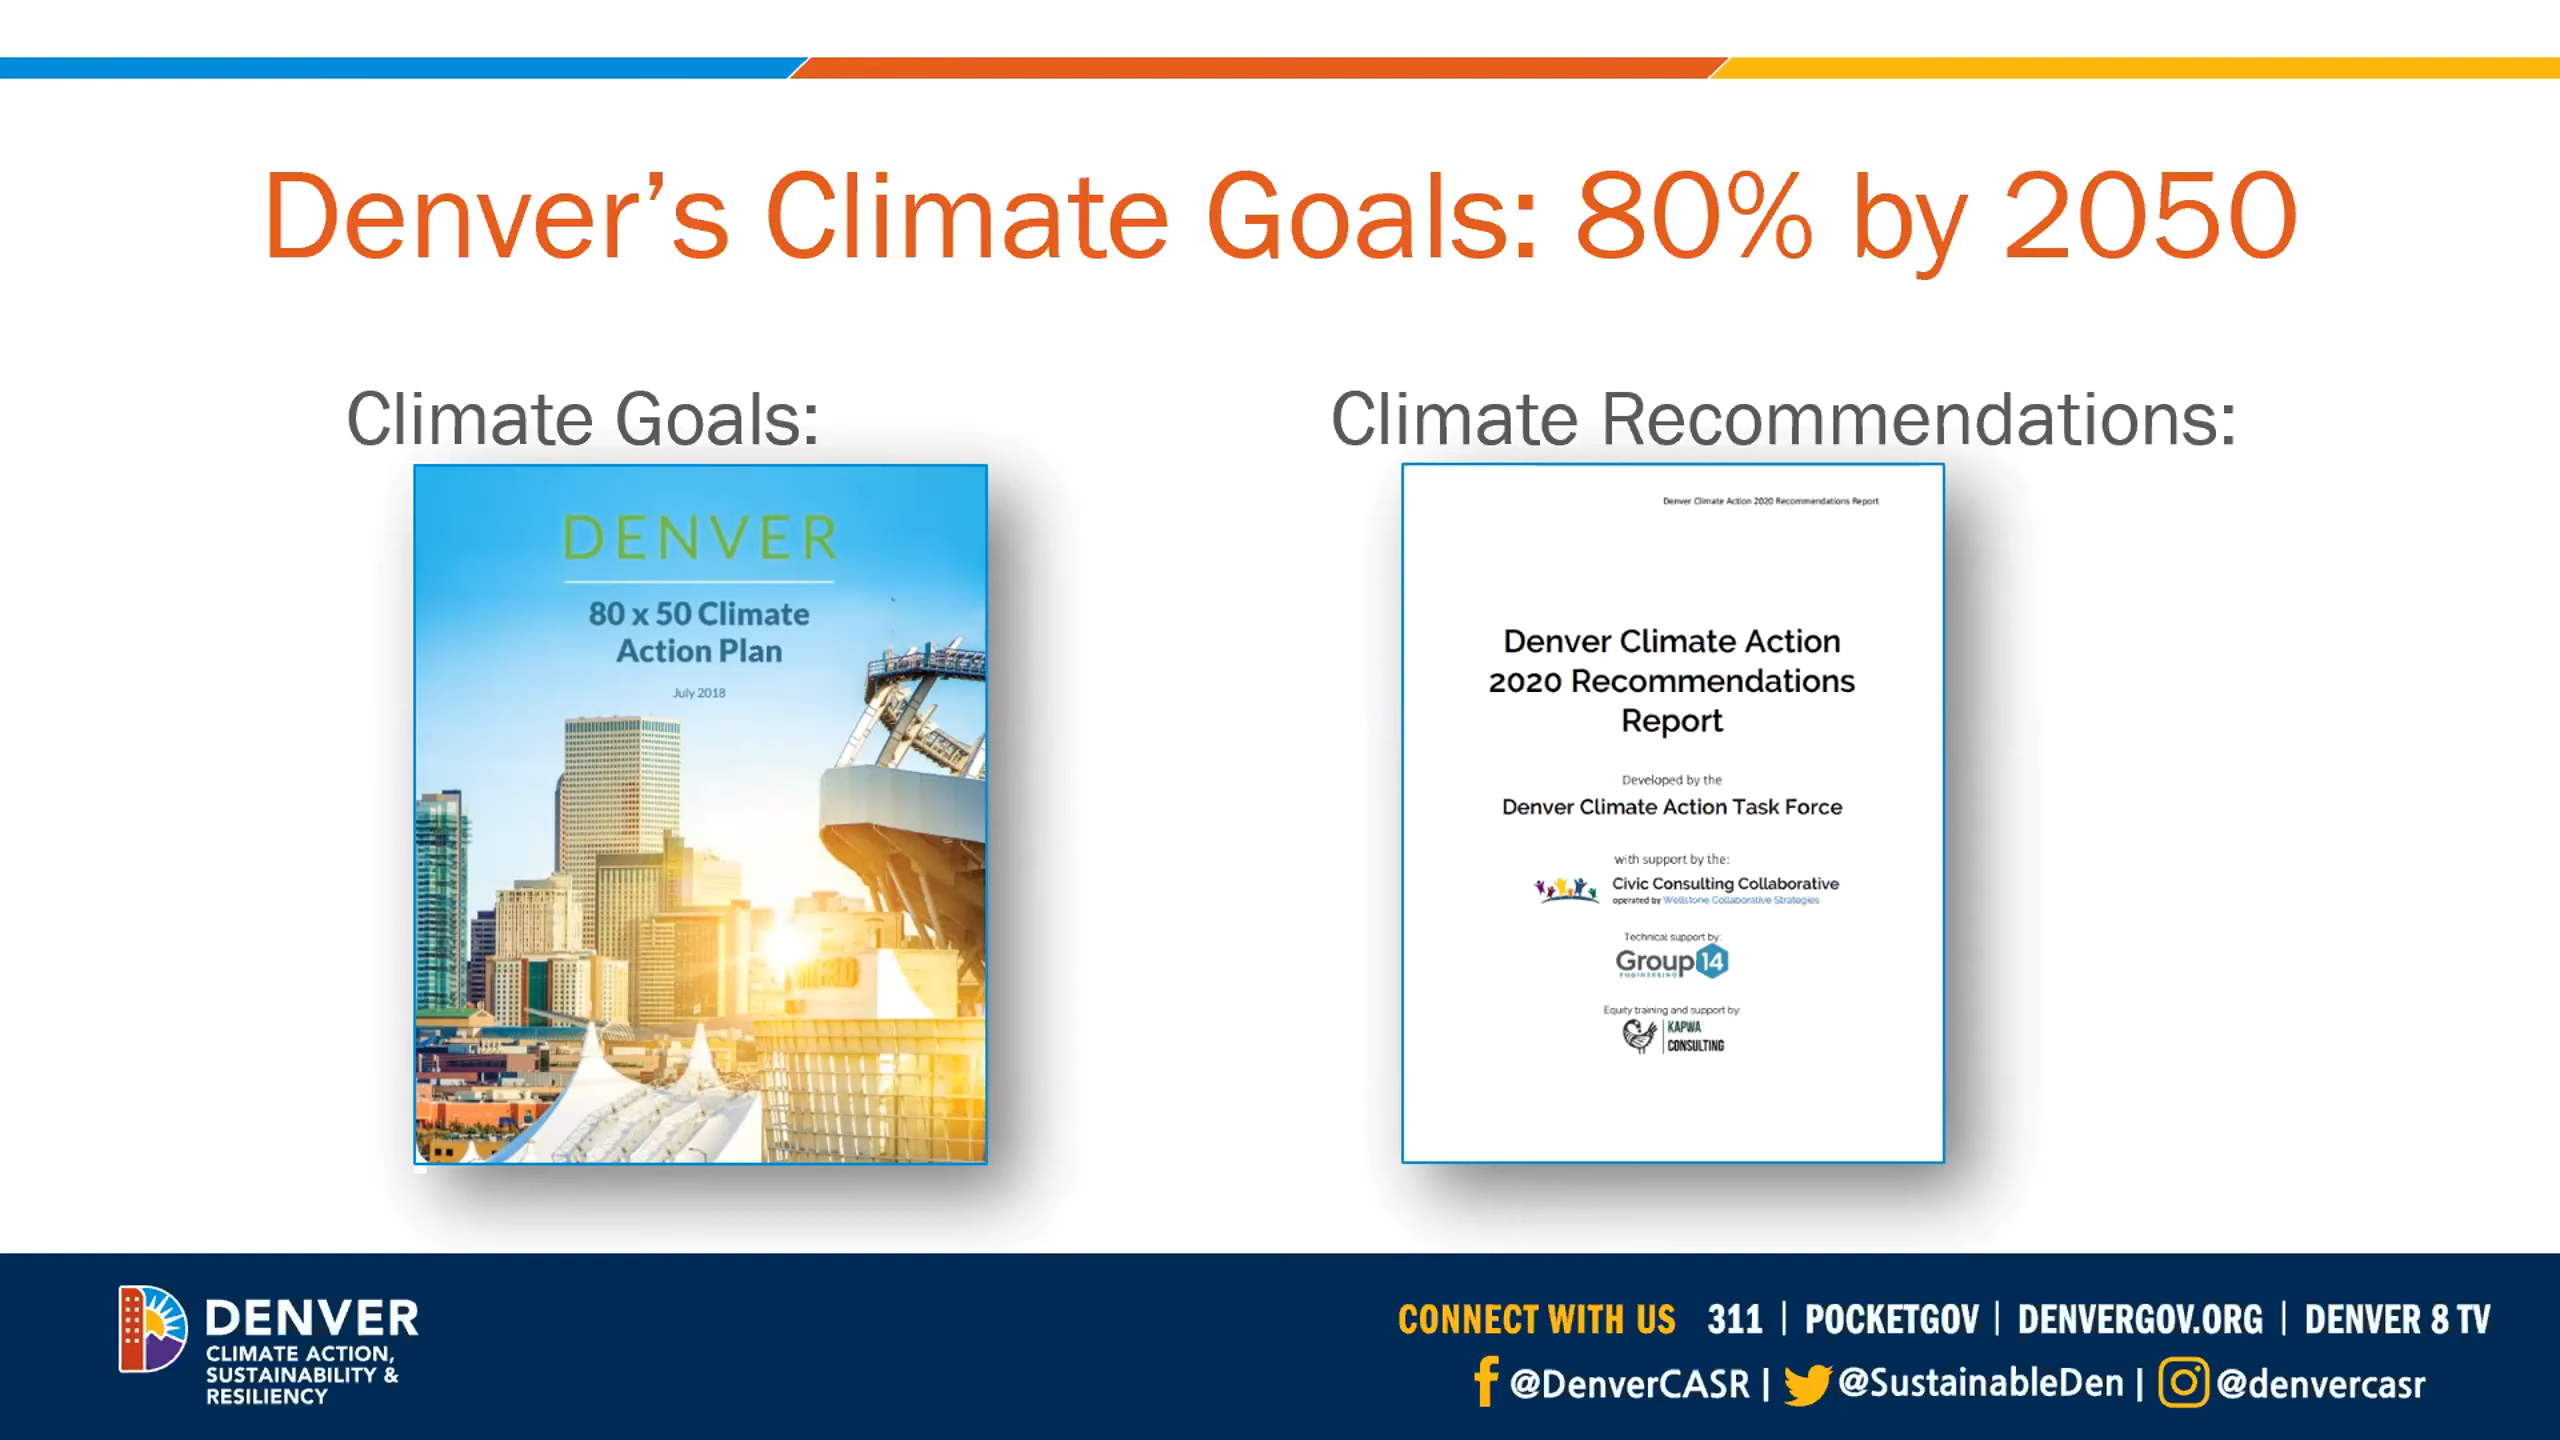 Denver's Climate Goals: 80% by 2050
Climate Goals:
DENVER
80 x 50 Climate
Action Plan
July 2018
Climate Recommendations:
Denver Climate Action 2020 Recommendations Report
Denver Climate Action
2020 Recommendations
Report
Developed by the
Denver Climate Action Task Force
with support by the:
Civic Consulting Collaborative
operated by Wellstone Collaborative Strategies
Technical support by:
Group14
ENGINEERING
Equity training and support by:
KAPWA
CONSULTING
DENVER
CLIMATE ACTION,
SUSTAINABILITY &
RESILIENCY
CONNECT WITH US 311 | POCKETGOV | DENVERGOV.ORG | DENVER 8 TV
@DenverCASR | @SustainableDen | @denvercasr